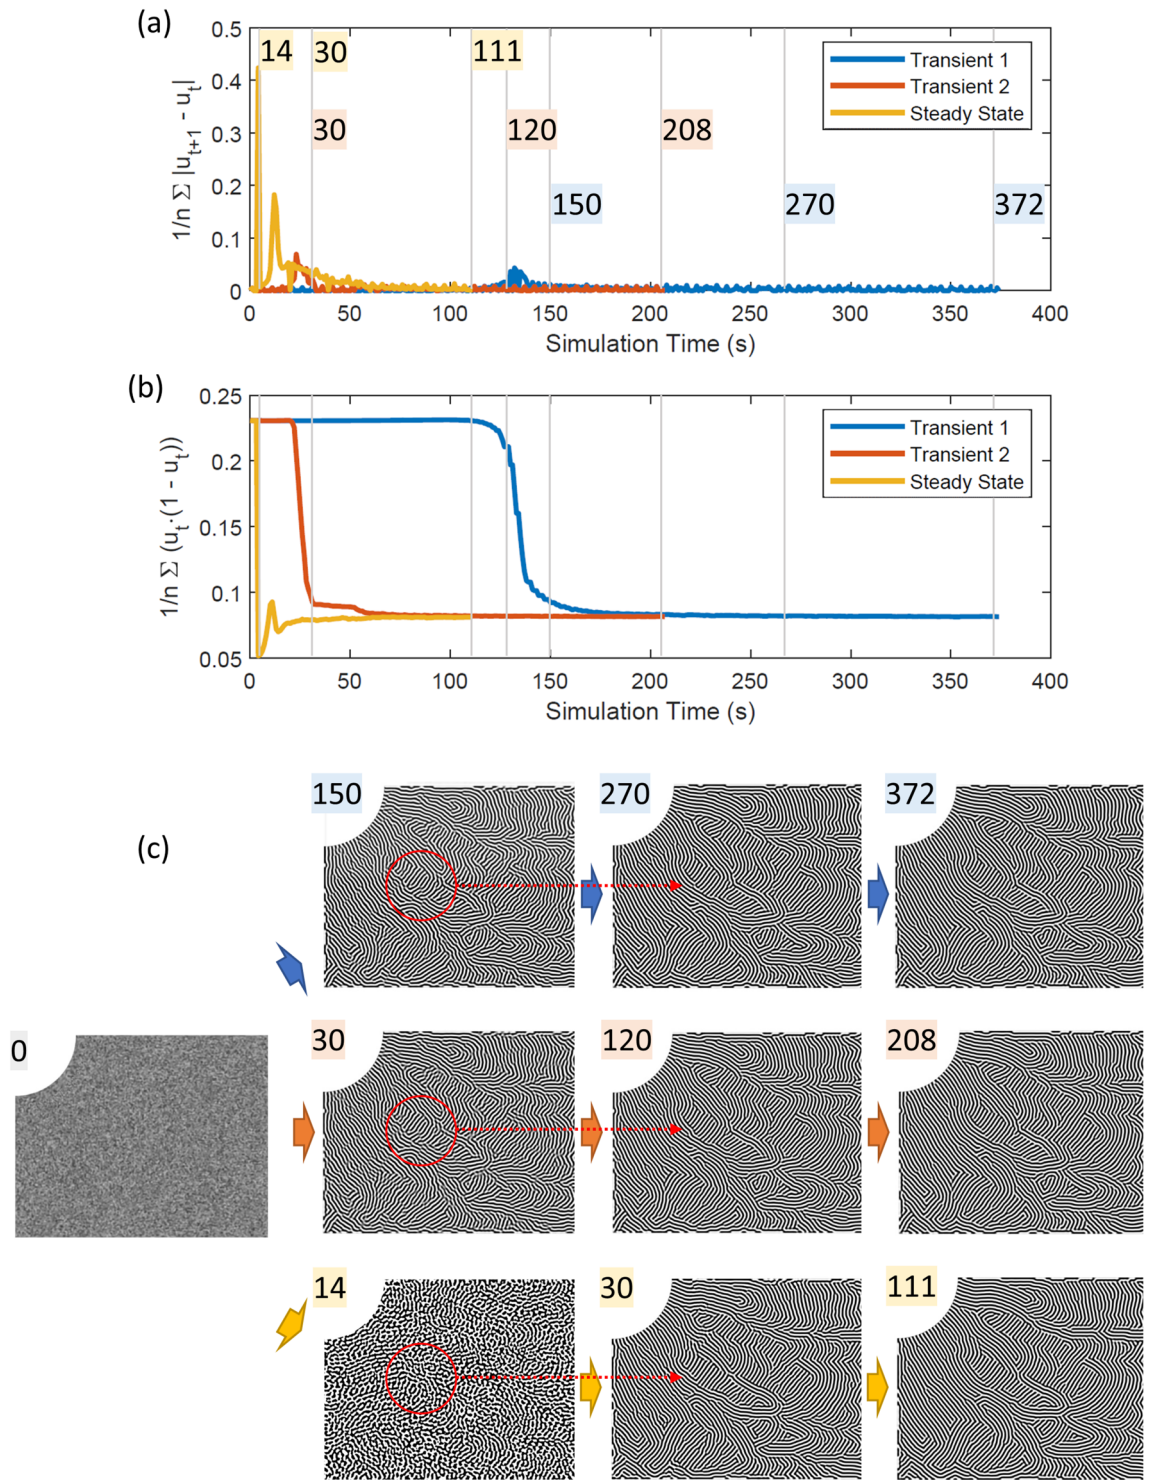 (a)
1/n Σ |u_{t+1} - u_t|
0.5
0.4
0.3
0.2
0.1
0
14
30
111
30
120
208
150
270
372
Transient 1
Transient 2
Steady State
0 50 100 150 200 250 300 350 400
Simulation Time (s)
(b)
1/n Σ (u_t·(1 - u_t))
0.25
0.2
0.15
0.1
0.05
Transient 1
Transient 2
Steady State
0 50 100 150 200 250 300 350 400
Simulation Time (s)
(c)
150 270 372
0
30 120 208
14 30 111